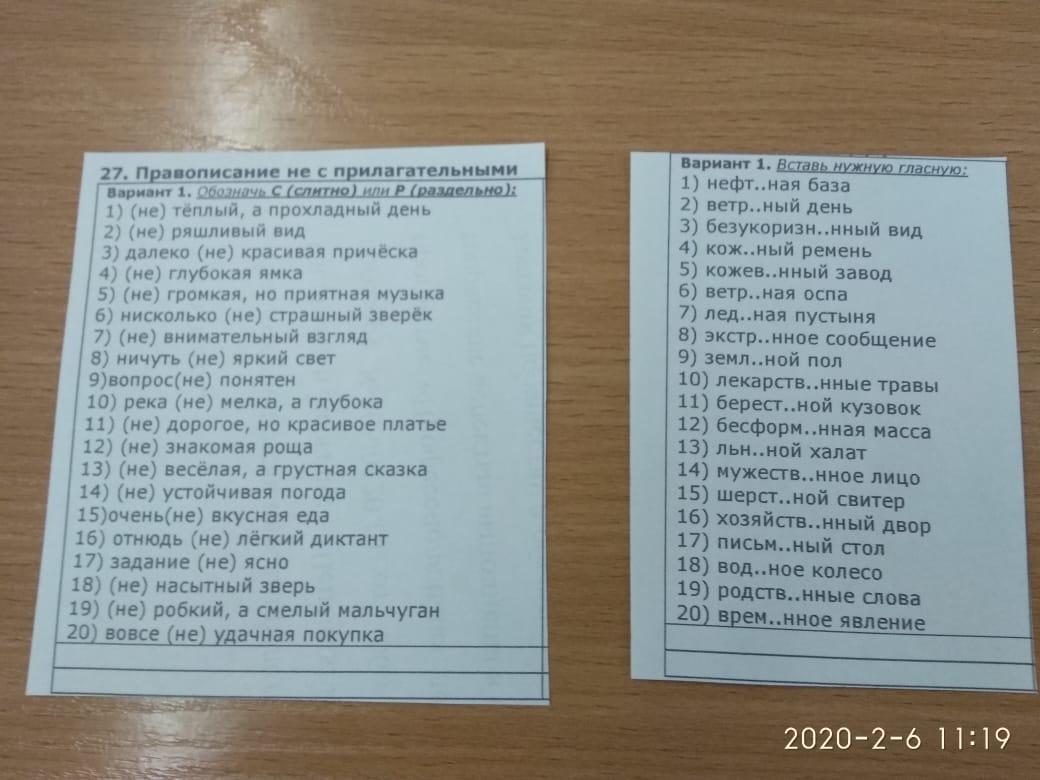 27. Правописание не с прилагательными
Вариант 1. Обозначь С (слитно) или Р (раздельно):
1) (не) тёплый, а прохладный день
2) (не) ряшливый вид
3) далеко (не) красивая причёска
4) (не) глубокая ямка
5) (не) громкая, но приятная музыка
6) нисколько (не) страшный зверёк
7) (не) внимательный взгляд
8) ничуть (не) яркий свет
9)вопрос(не) понятен
10) река (не) мелка, а глубока
11) (не) дорогое, но красивое платье
12) (не) знакомая роща
13) (не) весёлая, а грустная сказка
14) (не) устойчивая погода
15)очень(не) вкусная еда
16) отнюдь (не) лёгкий диктант
17) задание (не) ясно
18) (не) насытный зверь
19) (не) робкий, а смелый мальчуган
20) вовсе (не) удачная покупка
Вариант 1. Вставь нужную гласную:
1) нефт..ная база
2) ветр..ный день
3) безукоризн..нный вид
4) кож..ный ремень
5) кожев..нный завод
6) ветр..ная оспа
7) лед..ная пустыня
8) экстр..нное сообщение
9) земл..ной пол
10) лекарств..нные травы
11) берест..ной кузовок
12) бесформ..нная масса
13) льн..ной халат
14) мужеств..нное лицо
15) шерст..ной свитер
16) хозяйств..нный двор
17) письм..ный стол
18) вод..ное колесо
19) родств..нные слова
20) врем..нное явление
2020-2-6 11:19